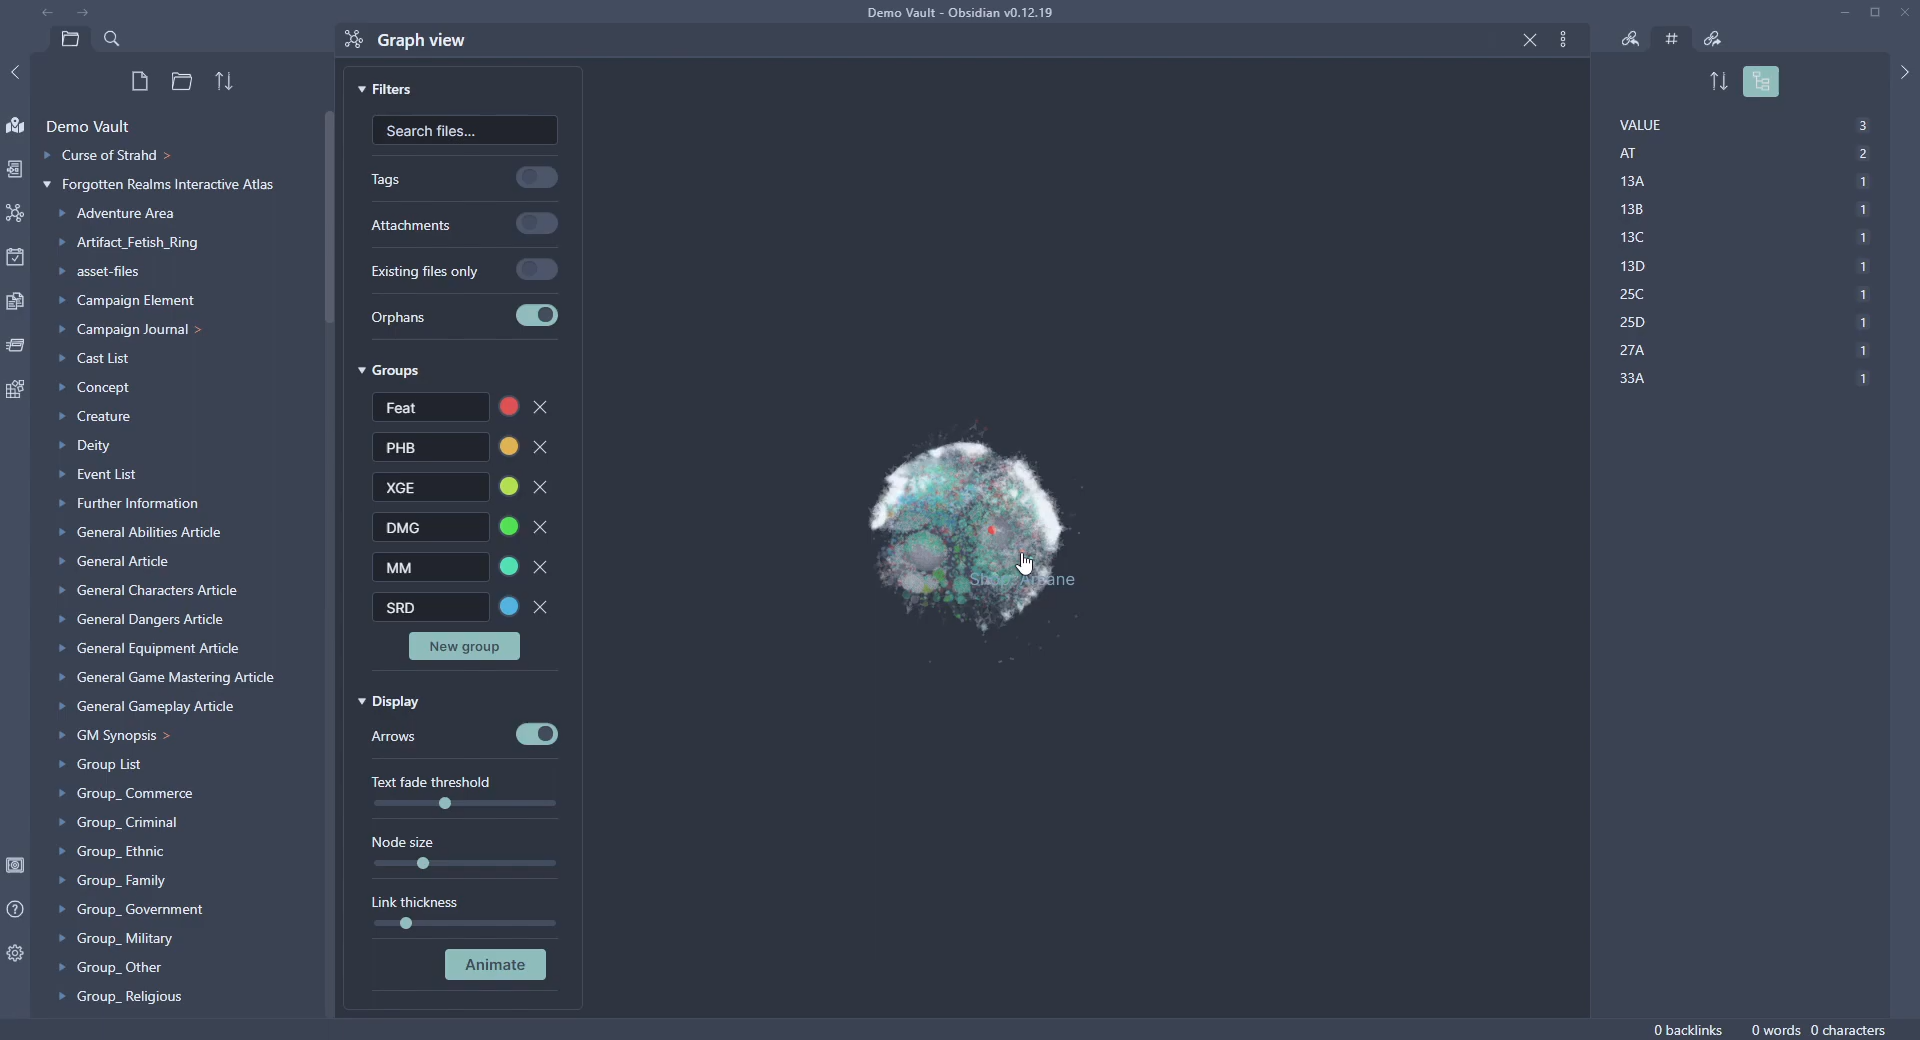 Demo Vault - Obsidian v0.12.19
Graph view
Demo Vault
Curse of Strahd >
Forgotten Realms Interactive Atlas
Adventure Area
Artifact_Fetish_Ring
asset-files
Campaign Element
Campaign Journal >
Cast List
Concept
Creature
Deity
Event List
Further Information
General Abilities Article
General Article
General Characters Article
General Dangers Article
General Equipment Article
General Game Mastering Article
General Gameplay Article
GM Synopsis >
Group List
Group_ Commerce
Group_ Criminal
Group_ Ethnic
Group_ Family
Group_ Government
Group_ Military
Group_ Other
Group_ Religious
Filters
Search files...
Tags
Attachments
Existing files only
Orphans
Groups
Feat
PHB
XGE
DMG
MM
SRD
New group
Display
Arrows
Text fade threshold
Node size
Link thickness
Animate
#
VALUE 3
AT 2
13A 1
13B 1
13C 1
13D 1
25C 1
25D 1
27A 1
33A 1
0 backlinks 0 words 0 characters